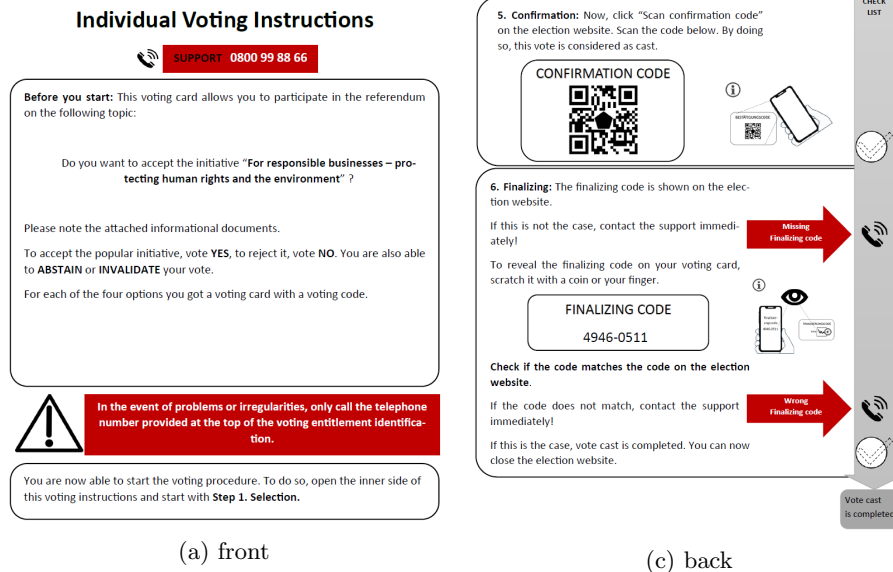 Individual Voting Instructions
SUPPORT 0800 99 88 66
Before you start: This voting card allows you to participate in the referendum
on the following topic:
Do you want to accept the initiative “For responsible businesses – pro-
tecting human rights and the environment” ?
Please note the attached informational documents.
To accept the popular initiative, vote YES, to reject it, vote NO. You are also able
to ABSTAIN or INVALIDATE your vote.
For each of the four options you got a voting card with a voting code.
In the event of problems or irregularities, only call the telephone
number provided at the top of the voting entitlement identifica-
tion.
You are now able to start the voting procedure. To do so, open the inner side of
this voting instructions and start with Step 1. Selection.
(a) front
CHECK
LIST
5. Confirmation: Now, click “Scan confirmation code”
on the election website. Scan the code below. By doing
so, this vote is considered as cast.
CONFIRMATION CODE
BESTÄTIGUNGSCODE
6. Finalizing: The finalizing code is shown on the elec-
tion website.
If this is not the case, contact the support immedi-
ately!
Missing
Finalizing code
To reveal the finalizing code on your voting card,
scratch it with a coin or your finger.
FINALIZING CODE
4946-0511
4946-0511
Check if the code matches the code on the election
website.
If the code does not match, contact the support
immediately!
Wrong
Finalizing code
If this is the case, vote cast is completed. You can now
close the election website.
Vote cast
is completed
(c) back